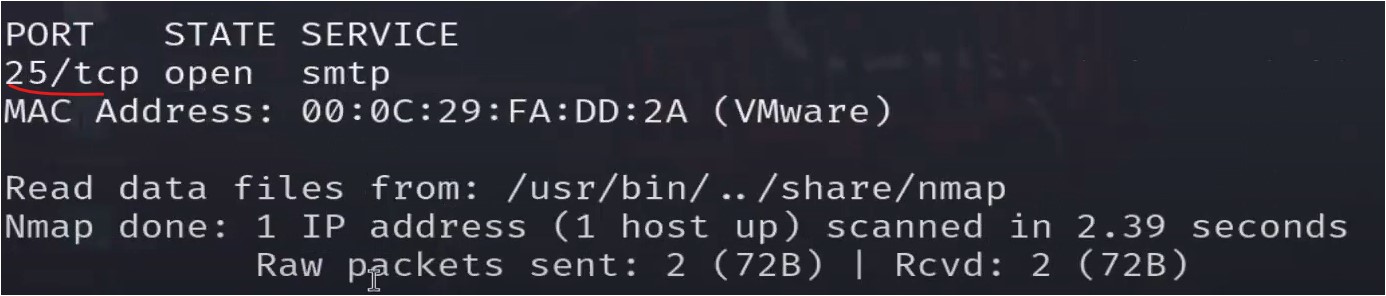 PORT   STATE SERVICE
25/tcp open  smtp
MAC Address: 00:0C:29:FA:DD:2A (VMware)
Read data files from: /usr/bin/../share/nmap
Nmap done: 1 IP address (1 host up) scanned in 2.39 seconds
           Raw packets sent: 2 (72B) | Rcvd: 2 (72B)